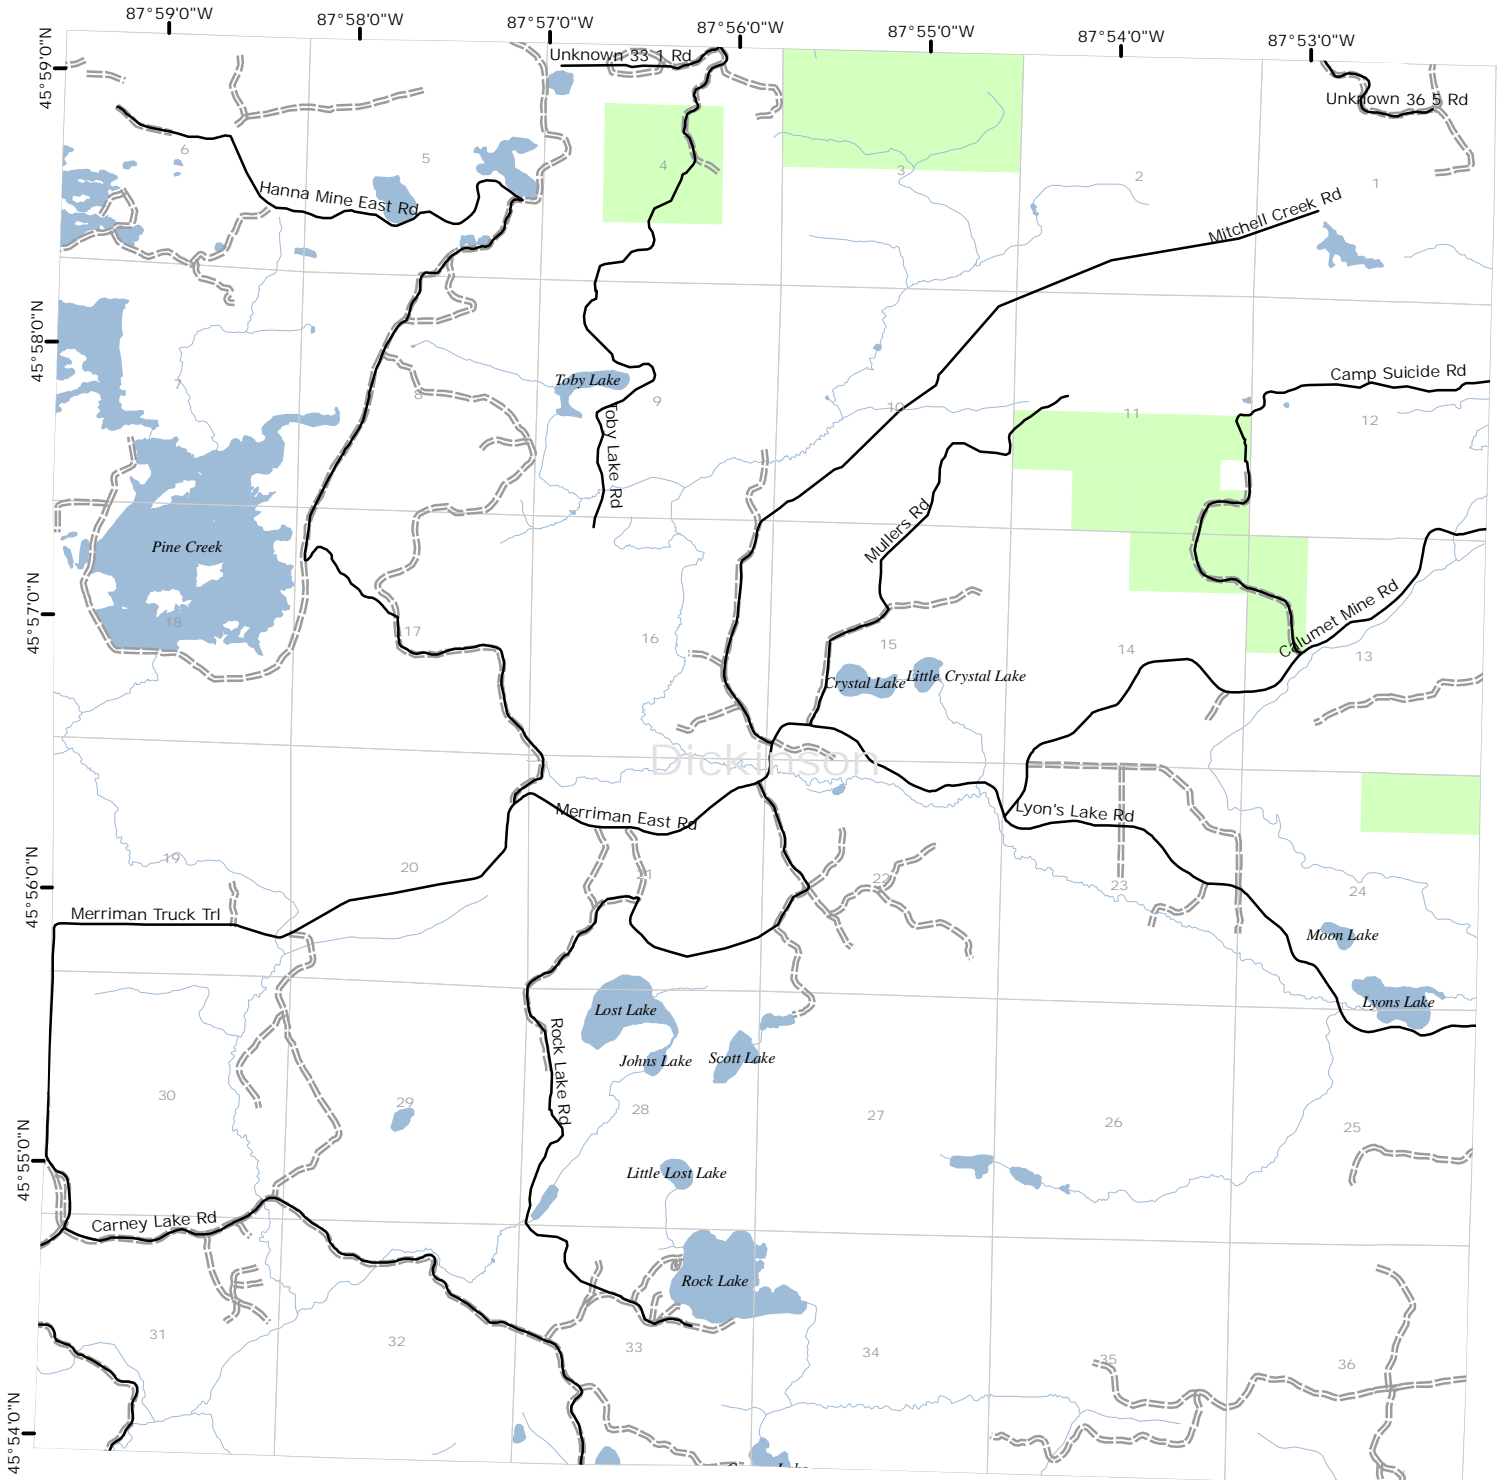 87°59'0"W
87°58'0"W
87°57'0"W
87°56'0"W
87°55'0"W
87°54'0"W
87°53'0"W
45°59'0"N
45°58'0"N
45°57'0"N
45°56'0"N
45°55'0"N
45°54'0"N
Unknown 33 1 Rd
Unknown 36 5 Rd
6
5
4
3
2
1
Hanna Mine East Rd
Mitchell Creek Rd
Camp Suicide Rd
Toby Lake
7
8
9
10
11
12
Toby Lake Rd
Mullers Rd
Pine Creek
Calumet Mine Rd
18
17
16
15
14
13
Crystal Lake
Little Crystal Lake
Dickinson
Merriman East Rd
Lyon's Lake Rd
19
20
21
22
23
24
Merriman Truck Trl
Moon Lake
Lyons Lake
Lost Lake
Johns Lake
Scott Lake
Rock Lake Rd
30
29
28
27
26
25
Little Lost Lake
Carney Lake Rd
Rock Lake
31
32
33
34
35
36
Lake